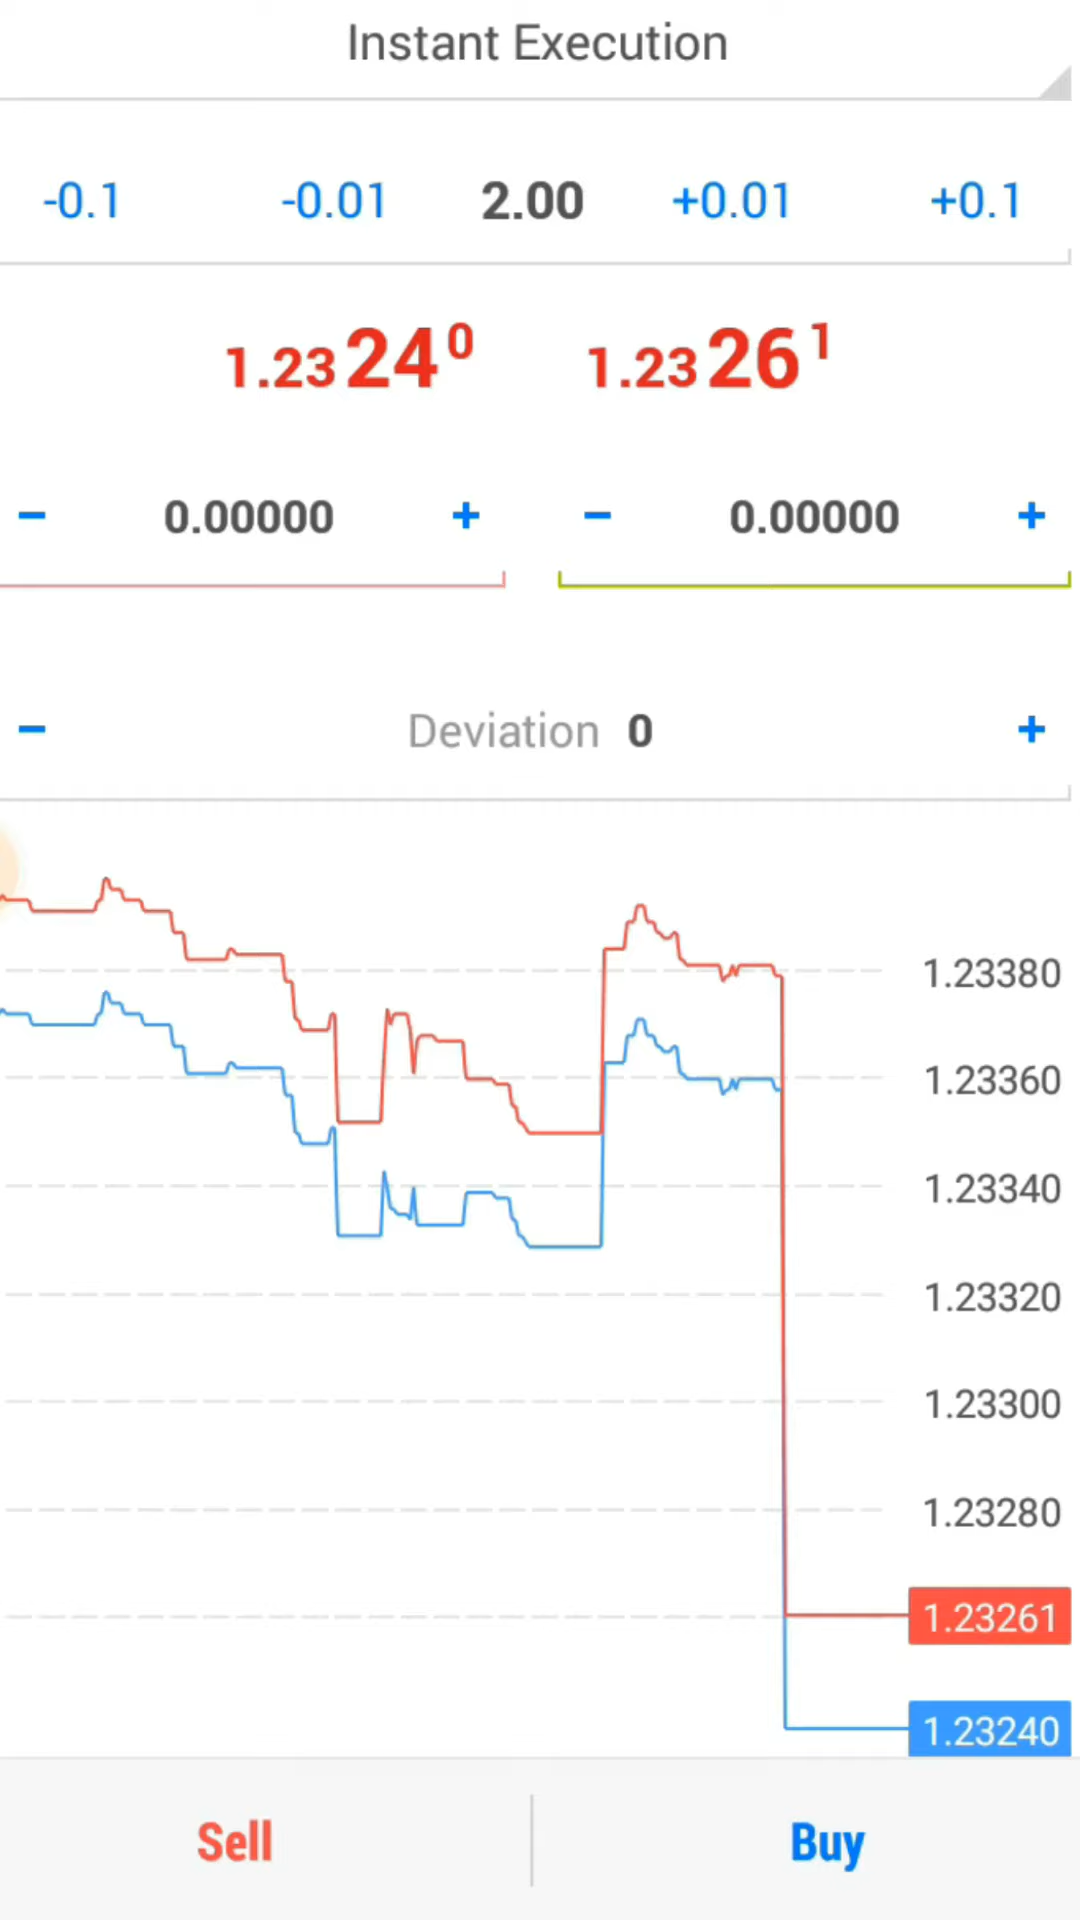 Instant Execution
-0.1 -0.01 2.00 +0.01 +0.1
1.23240 1.23261
- 0.00000 + - 0.00000 +
- Deviation 0 +
1.23380
1.23360
1.23340
1.23320
1.23300
1.23280
1.23261
1.23240
Sell Buy